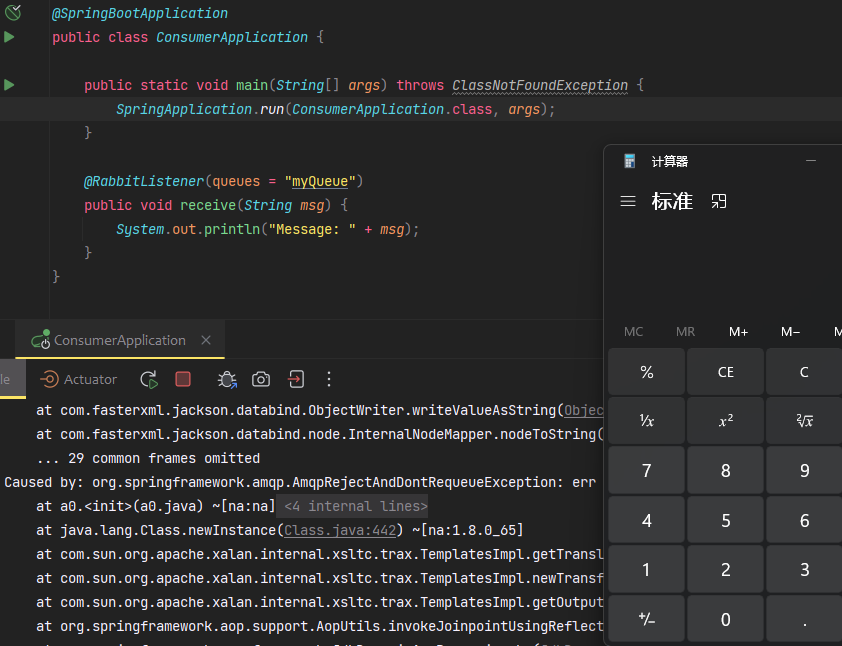 @SpringBootApplication
public class ConsumerApplication {
public static void main(String[] args) throws ClassNotFoundException {
SpringApplication.run(ConsumerApplication.class, args);
}
@RabbitListener(queues = "myQueue")
public void receive(String msg) {
System.out.println("Message: " + msg);
}
}
计算器
标准
MC MR M+ M− M
% CE C
¹⁄x x² ²√x
7 8 9
4 5 6
1 2 3
+/− 0 .
ConsumerApplication
le Actuator
at com.fasterxml.jackson.databind.ObjectWriter.writeValueAsString(Objec
at com.fasterxml.jackson.databind.node.InternalNodeMapper.nodeToString(
... 29 common frames omitted
Caused by: org.springframework.amqp.AmqpRejectAndDontRequeueException: err
at a0.<init>(a0.java) ~[na:na] <4 internal lines>
at java.lang.Class.newInstance(Class.java:442) ~[na:1.8.0_65]
at com.sun.org.apache.xalan.internal.xsltc.trax.TemplatesImpl.getTransl
at com.sun.org.apache.xalan.internal.xsltc.trax.TemplatesImpl.newTransf
at com.sun.org.apache.xalan.internal.xsltc.trax.TemplatesImpl.getOutput
at org.springframework.aop.support.AopUtils.invokeJoinpointUsingReflect